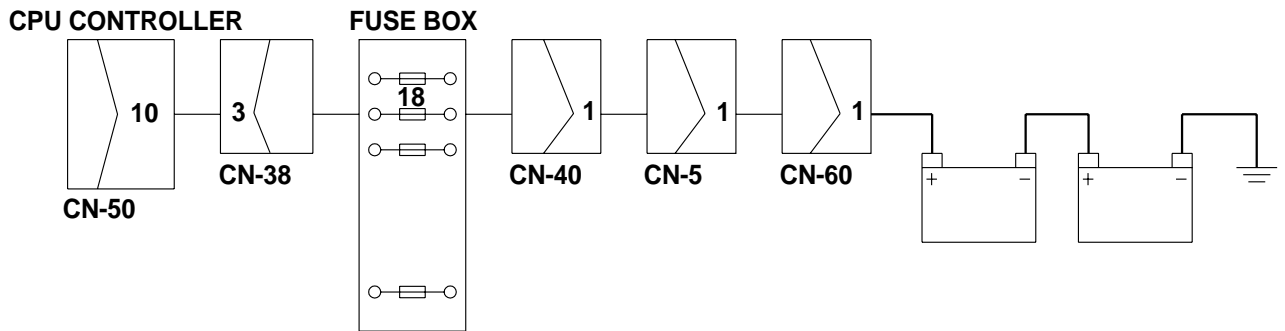 CPU CONTROLLER FUSE BOX
18
10 3 1 1 1
+ − + −
CN-38 CN-40 CN-5 CN-60
CN-50